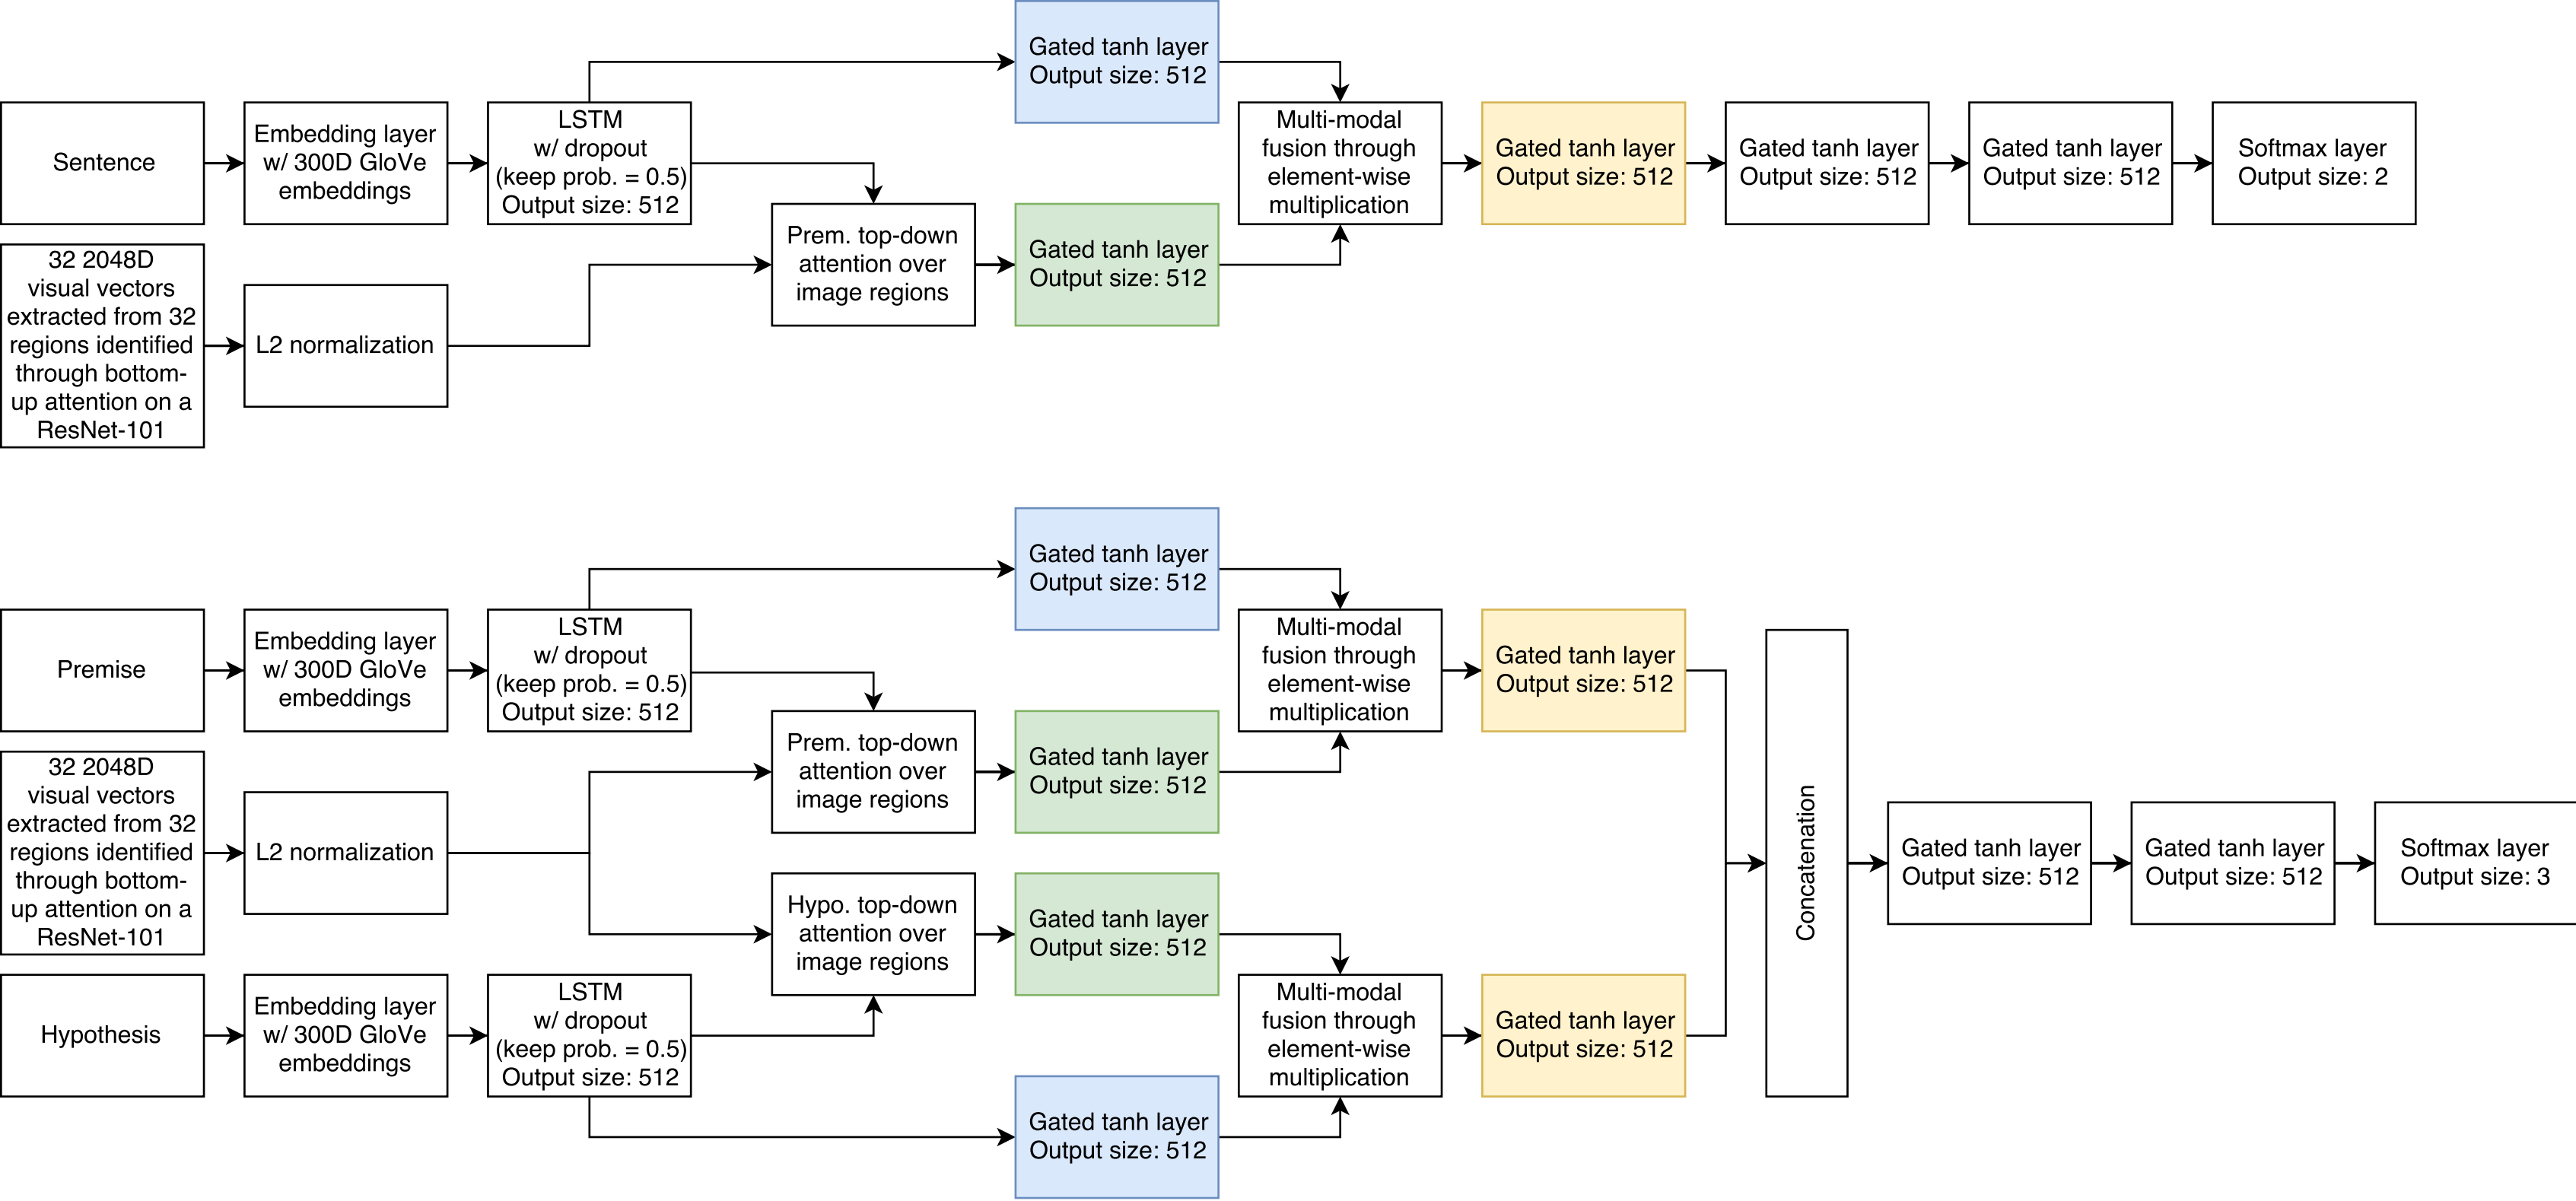 Gated tanh layer
Output size: 512
Sentence
Embedding layer
w/ 300D GloVe
embeddings
LSTM
w/ dropout
(keep prob. = 0.5)
Output size: 512
Multi-modal
fusion through
element-wise
multiplication
Gated tanh layer
Output size: 512
Gated tanh layer
Output size: 512
Gated tanh layer
Output size: 512
Softmax layer
Output size: 2
32 2048D
visual vectors
extracted from 32
regions identified
through bottom-
up attention on a
ResNet-101
L2 normalization
Prem. top-down
attention over
image regions
Gated tanh layer
Output size: 512
Gated tanh layer
Output size: 512
Premise
Embedding layer
w/ 300D GloVe
embeddings
LSTM
w/ dropout
(keep prob. = 0.5)
Output size: 512
Multi-modal
fusion through
element-wise
multiplication
Gated tanh layer
Output size: 512
32 2048D
visual vectors
extracted from 32
regions identified
through bottom-
up attention on a
ResNet-101
L2 normalization
Prem. top-down
attention over
image regions
Gated tanh layer
Output size: 512
Hypo. top-down
attention over
image regions
Gated tanh layer
Output size: 512
Concatenation
Gated tanh layer
Output size: 512
Gated tanh layer
Output size: 512
Softmax layer
Output size: 3
Hypothesis
Embedding layer
w/ 300D GloVe
embeddings
LSTM
w/ dropout
(keep prob. = 0.5)
Output size: 512
Multi-modal
fusion through
element-wise
multiplication
Gated tanh layer
Output size: 512
Gated tanh layer
Output size: 512